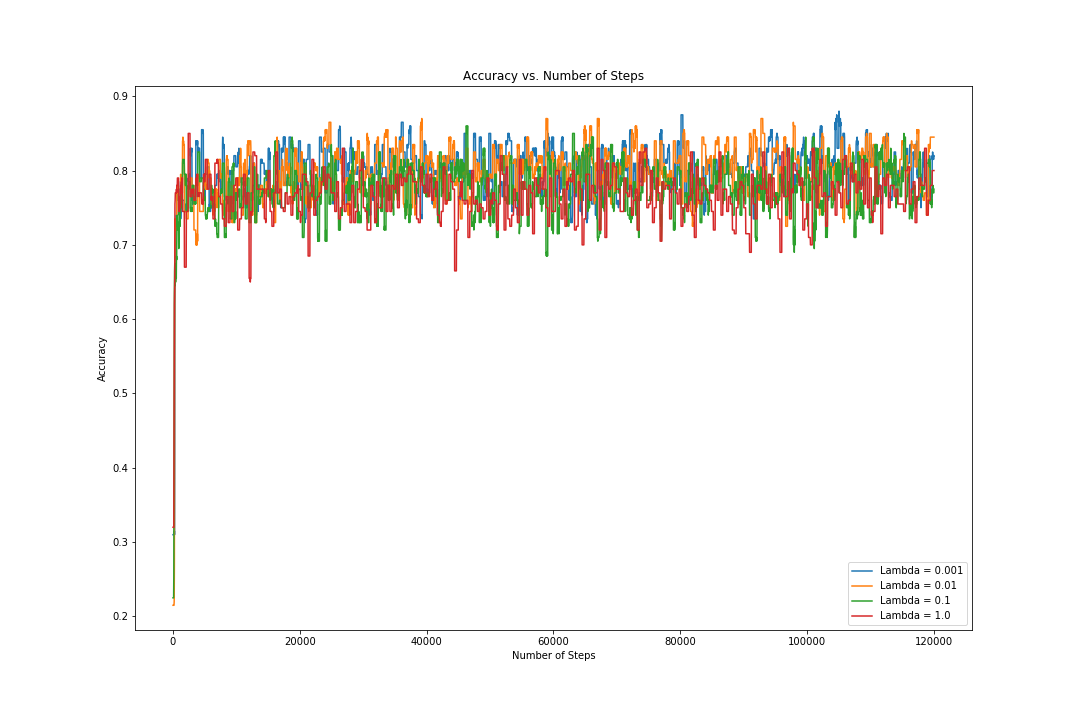 Accuracy vs. Number of Steps
0.9
0.8
0.7
0.6
0.5
0.4
0.3
0.2
Accuracy
0 20000 40000 60000 80000 100000 120000
Number of Steps
Lambda = 0.001
Lambda = 0.01
Lambda = 0.1
Lambda = 1.0